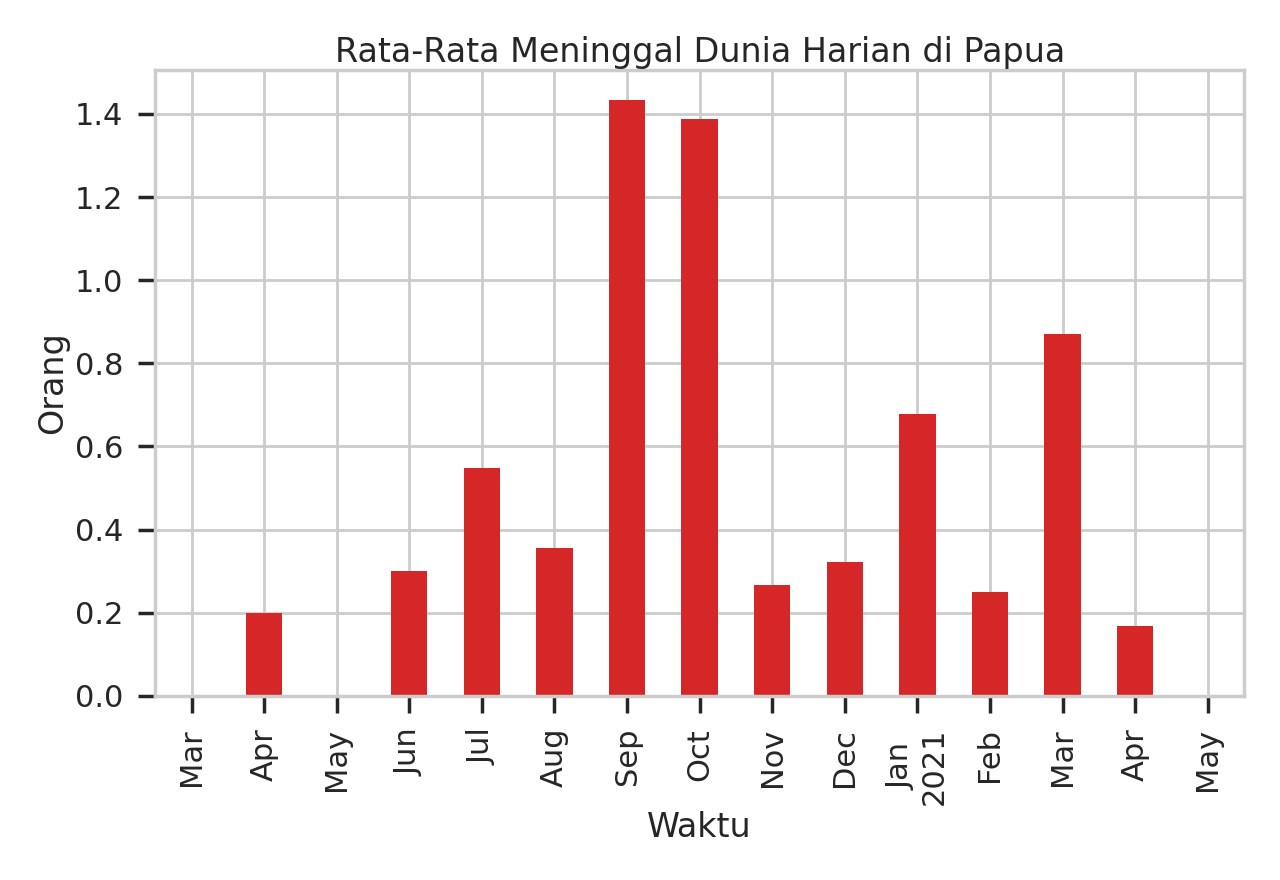 Rata-Rata Meninggal Dunia Harian di Papua
Orang
1.4
1.2
1.0
0.8
0.6
0.4
0.2
0.0
Mar
Apr
May
Jun
Jul
Aug
Sep
Oct
Nov
Dec
Jan
2021
Feb
Mar
Apr
May
Waktu